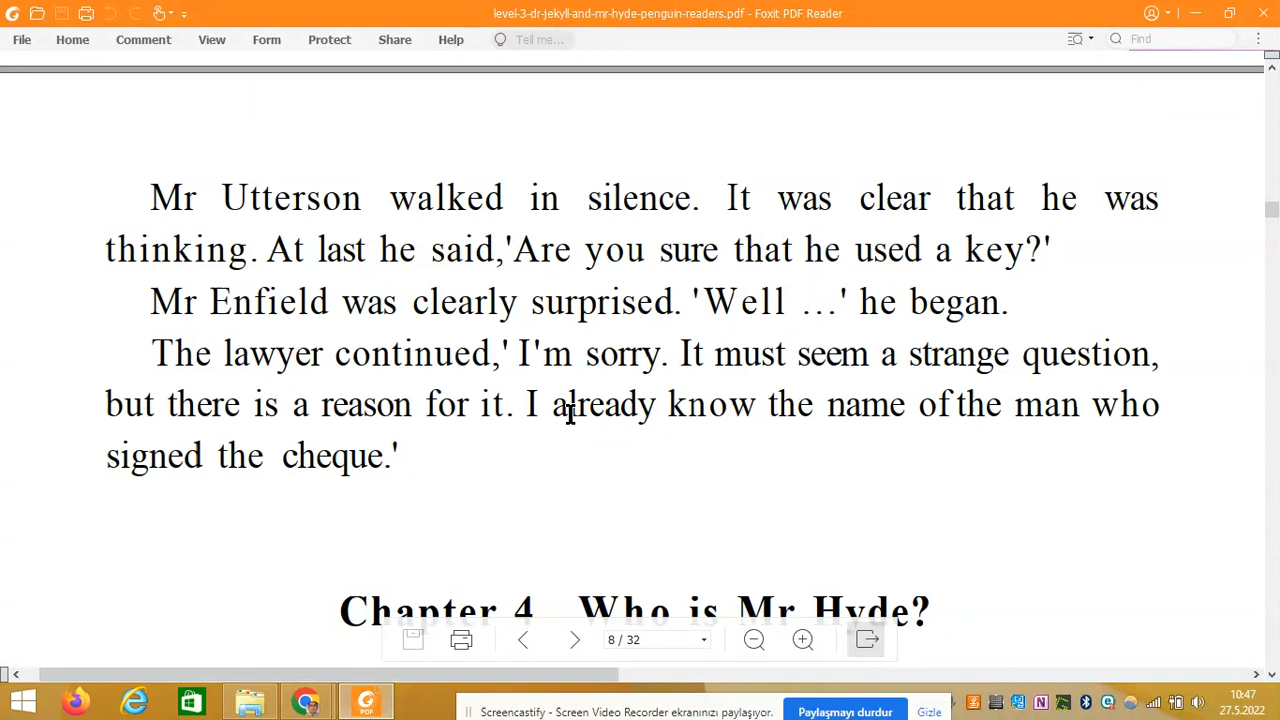 level-3-dr-jekyll-and-mr-hyde-penguin-readers.pdf - Foxit PDF Reader
File Home Comment View Form Protect Share Help Tell me... Find
Mr Utterson walked in silence. It was clear that he was
thinking. At last he said,'Are you sure that he used a key?'
Mr Enfield was clearly surprised. 'Well …' he began.
The lawyer continued,' I'm sorry. It must seem a strange question,
but there is a reason for it. I already know the name of the man who
signed the cheque.'
Chapter 4 Who is Mr Hyde?
8 / 32
PDF
Screencastify - Screen Video Recorder ekranınızı paylaşıyor. Paylaşmayı durdur Gizle
10:47
27.5.2022